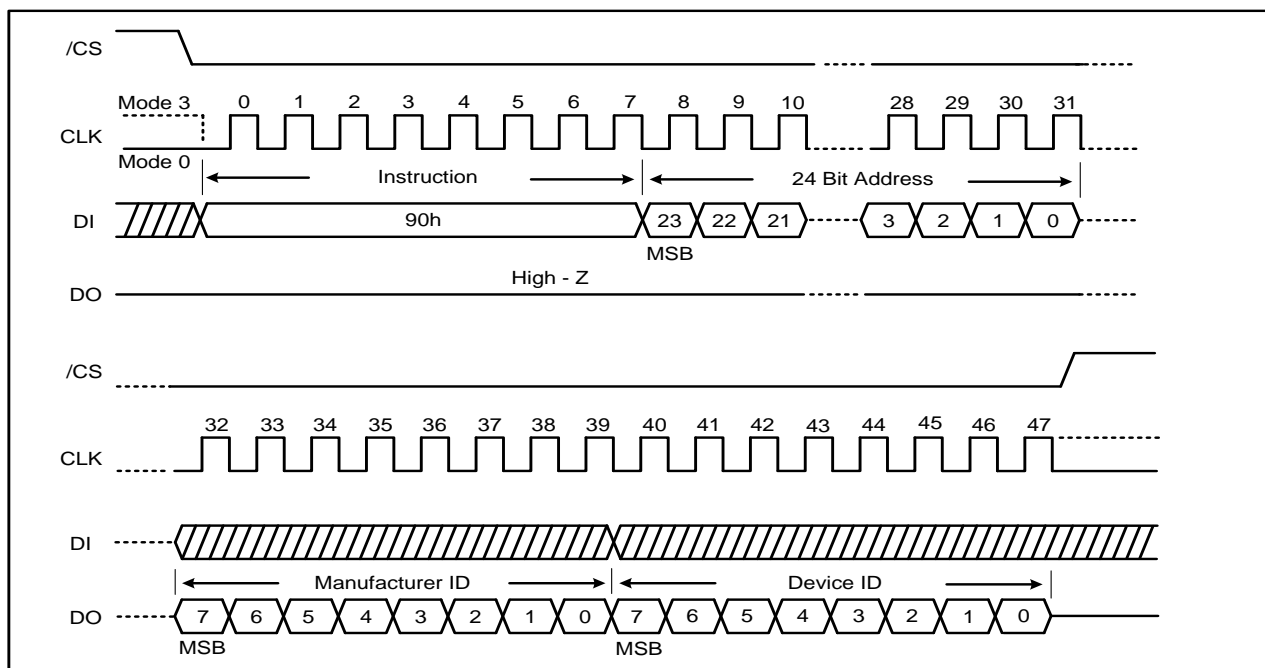 /CS
Mode 3 0 1 2 3 4 5 6 7 8 9 10 28 29 30 31
CLK
Mode 0
Instruction 24 Bit Address
DI 90h 23 22 21 3 2 1 0
MSB
High - Z
DO
/CS
32 33 34 35 36 37 38 39 40 41 42 43 44 45 46 47
CLK
DI
Manufacturer ID Device ID
DO 7 6 5 4 3 2 1 0 7 6 5 4 3 2 1 0
MSB MSB